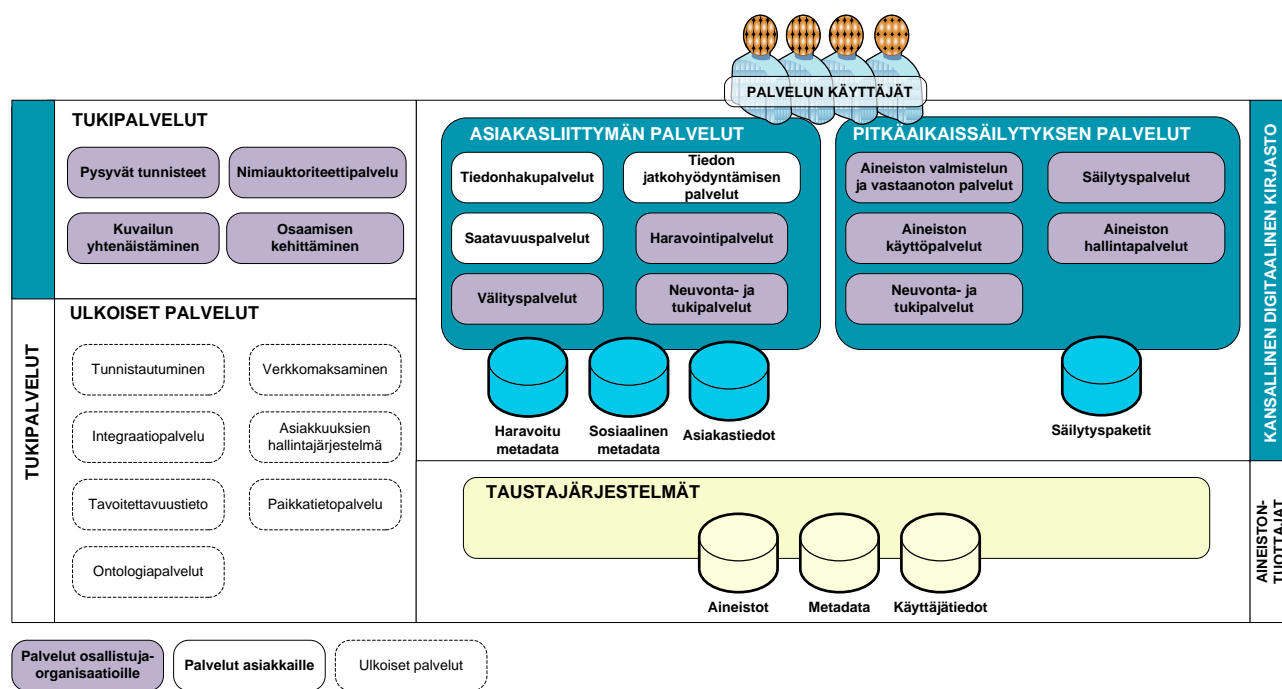 PALVELUN KÄYTTÄJÄT
TUKIPALVELUT
Pysyvät tunnisteet
Nimiauktoriteettipalvelu
Kuvailun
yhtenäistäminen
Osaamisen
kehittäminen
ASIAKASLIITTYMÄN PALVELUT
Tiedonhakupalvelut
Tiedon
jatkohyödyntämisen
palvelut
Saatavuuspalvelut
Haravointipalvelut
Välityspalvelut
Neuvonta- ja
tukipalvelut
PITKÄAIKAISSÄILYTYKSEN PALVELUT
Aineiston valmistelun
ja vastaanoton palvelut
Säilytyspalvelut
Aineiston
käyttöpalvelut
Aineiston
hallintapalvelut
Neuvonta- ja
tukipalvelut
KANSALLINEN DIGITAALINEN KIRJASTO
TUKIPALVELUT
ULKOISET PALVELUT
Tunnistautuminen
Verkkomaksaminen
Integraatiopalvelu
Asiakkuuksien
hallintajärjestelmä
Tavoitettavuustieto
Paikkatietopalvelu
Ontologiapalvelut
Haravoitu
metadata
Sosiaalinen
metadata
Asiakastiedot
Säilytyspaketit
TAUSTAJÄRJESTELMÄT
Aineistot
Metadata
Käyttäjätiedot
AINEISTON-
TUOTTAJAT
Palvelut osallistuja-
organisaatioille
Palvelut asiakkaille
Ulkoiset palvelut